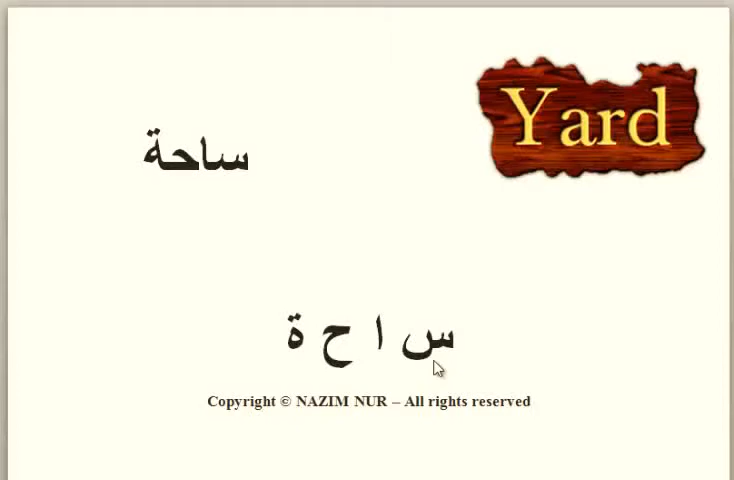 Yard
ساحة
س ا ح ة
Copyright © NAZIM NUR – All rights reserved